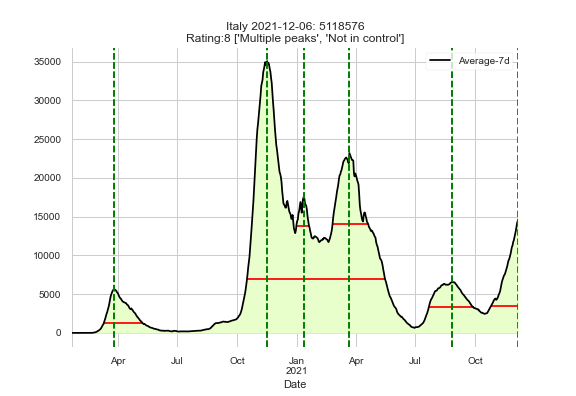 Italy 2021-12-06: 5118576
Rating:8 ['Multiple peaks', 'Not in control']
Average-7d
35000
30000
25000
20000
15000
10000
5000
0
Apr Jul Oct Jan Apr Jul Oct
2021
Date